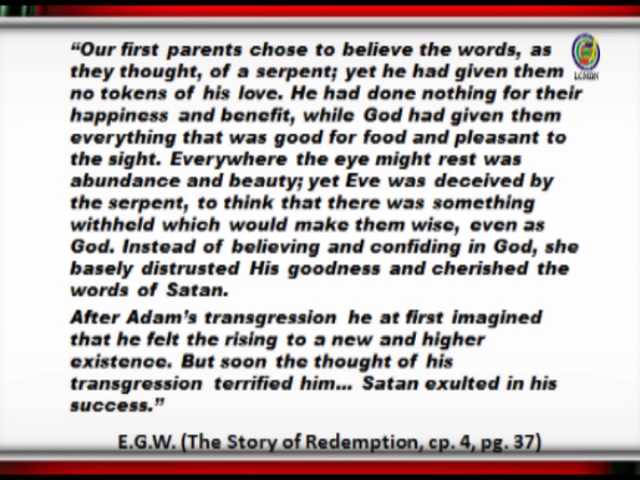 “Our first parents chose to believe the words, as
they thought, of a serpent; yet he had given them
no tokens of his love. He had done nothing for their
happiness and benefit, while God had given them
everything that was good for food and pleasant to
the sight. Everywhere the eye might rest was
abundance and beauty; yet Eve was deceived by
the serpent, to think that there was something
withheld which would make them wise, even as
God. Instead of believing and confiding in God, she
basely distrusted His goodness and cherished the
words of Satan.
After Adam’s transgression he at first imagined
that he felt the rising to a new and higher
existence. But soon the thought of his
transgression terrified him... Satan exulted in his
success.”
E.G.W. (The Story of Redemption, cp. 4, pg. 37)